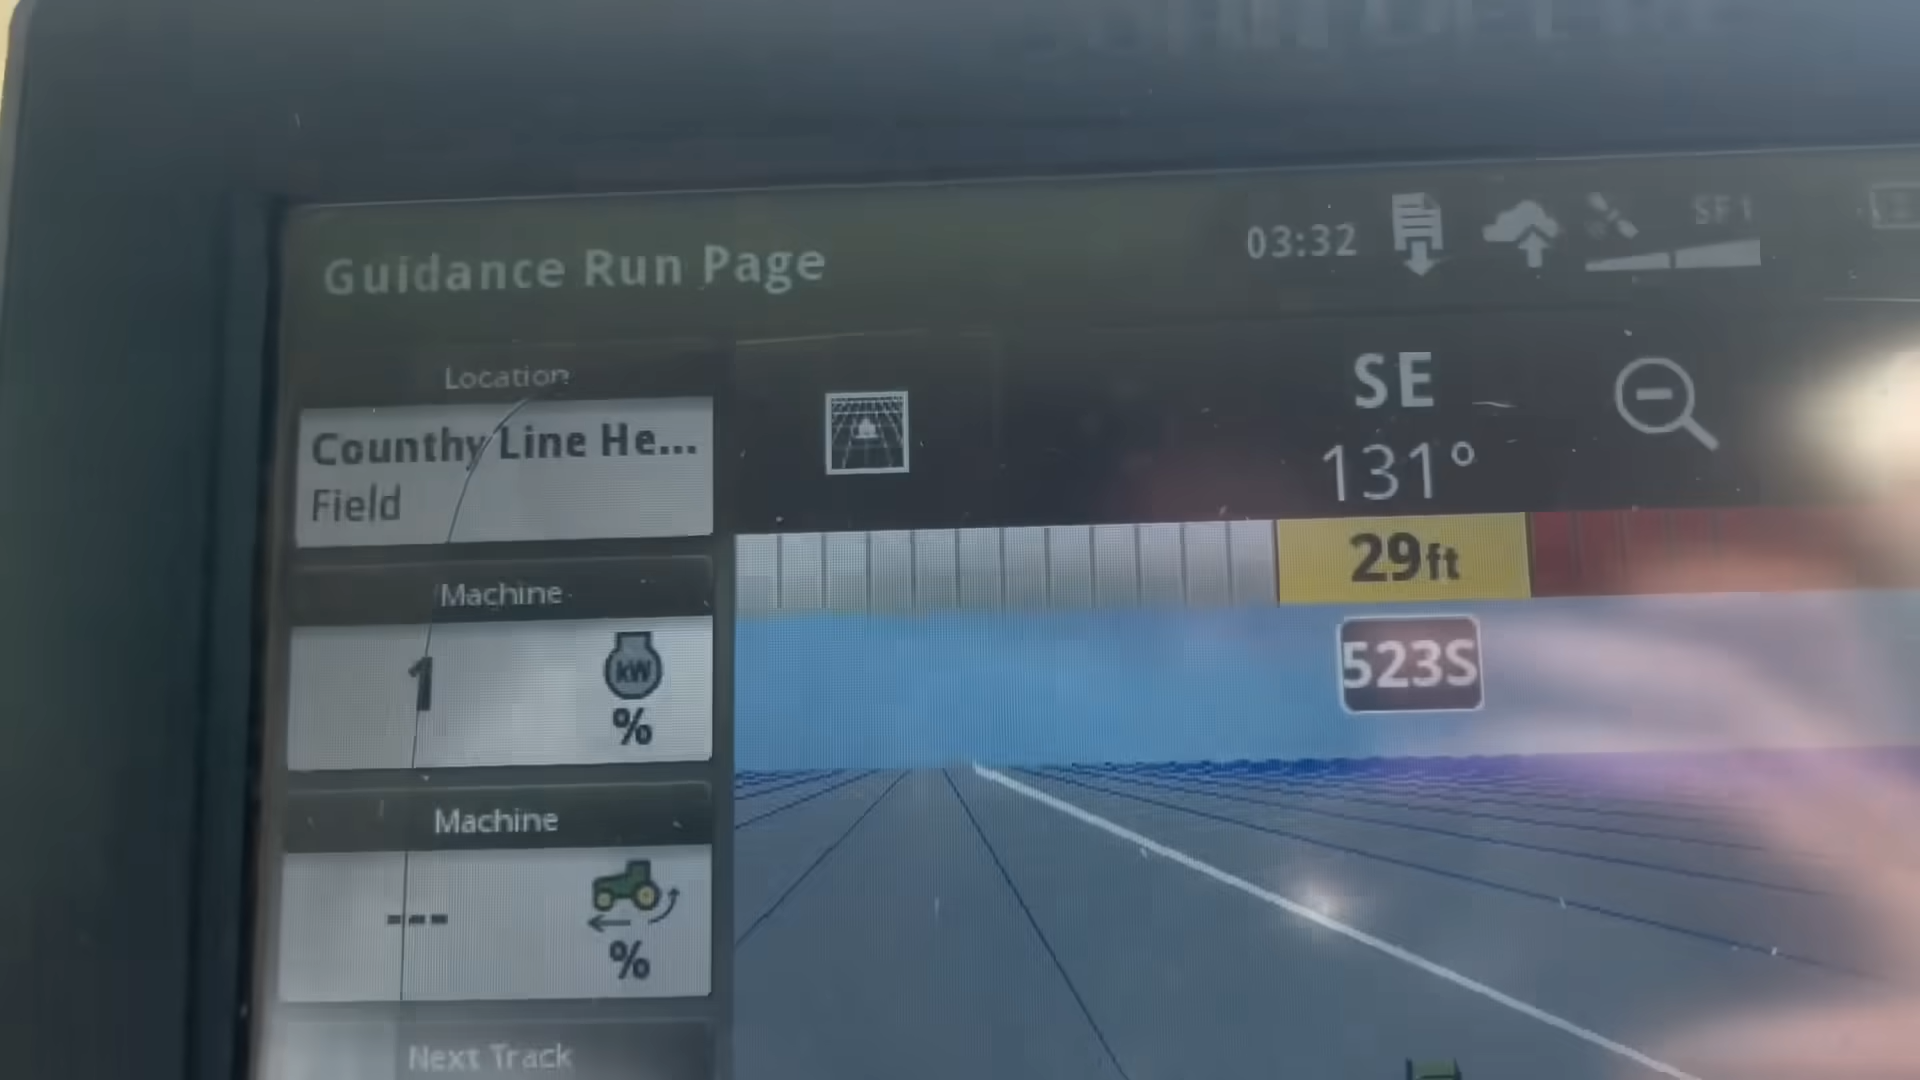 Guidance Run Page
03:32
SF1
Location
Counthy Line He...
Field
SE
131°
29ft
Machine
1
kW
%
523S
Machine
---
%
Next Track